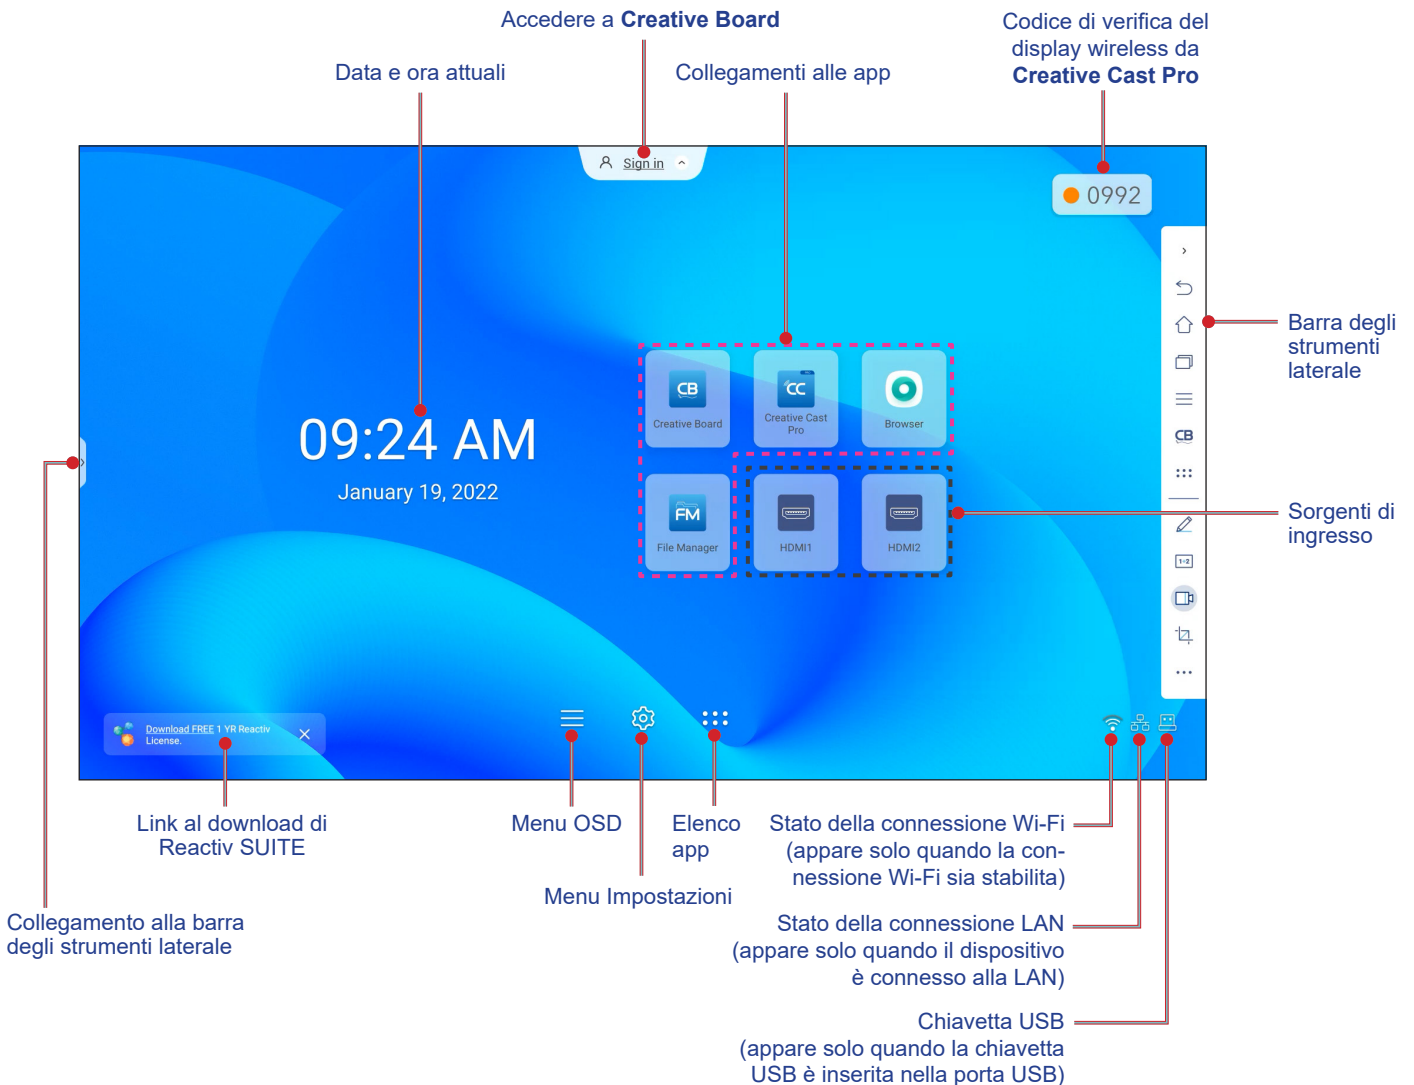 Accedere a Creative Board
Codice di verifica del
display wireless da
Creative Cast Pro
Data e ora attuali
Collegamenti alle app
Sign in
0992
Barra degli
strumenti
laterale
Creative Board
Creative Cast
Pro
Browser
09:24 AM
January 19, 2022
CB
CC
FM
File Manager
HDMI1
HDMI2
CB
Sorgenti di
ingresso
1-2
Download FREE 1 YR Reactiv
License.
Link al download di
Reactiv SUITE
Menu OSD
Elenco
app
Menu Impostazioni
Stato della connessione Wi-Fi
(appare solo quando la con-
nessione Wi-Fi sia stabilita)
Collegamento alla barra
degli strumenti laterale
Stato della connessione LAN
(appare solo quando il dispositivo
è connesso alla LAN)
Chiavetta USB
(appare solo quando la chiavetta
USB è inserita nella porta USB)